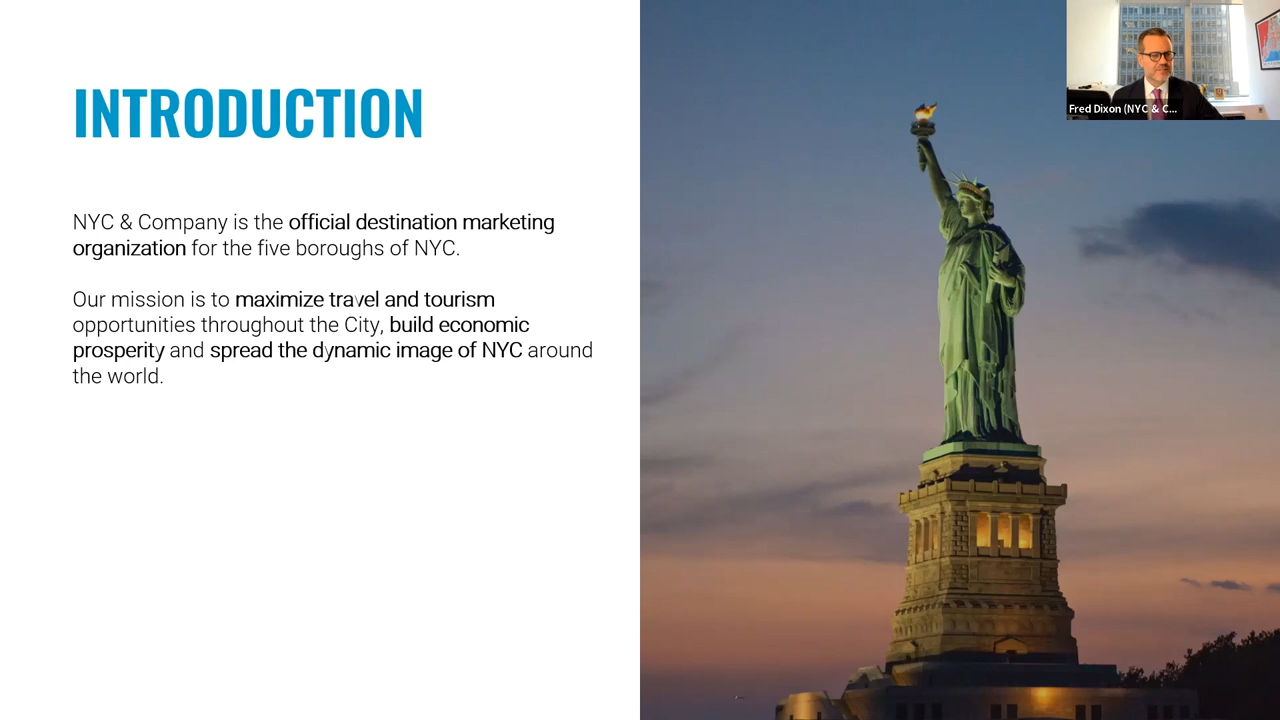 INTRODUCTION
NYC & Company is the official destination marketing
organization for the five boroughs of NYC.
Our mission is to maximize travel and tourism
opportunities throughout the City, build economic
prosperity and spread the dynamic image of NYC around
the world.
Fred Dixon (NYC & C...